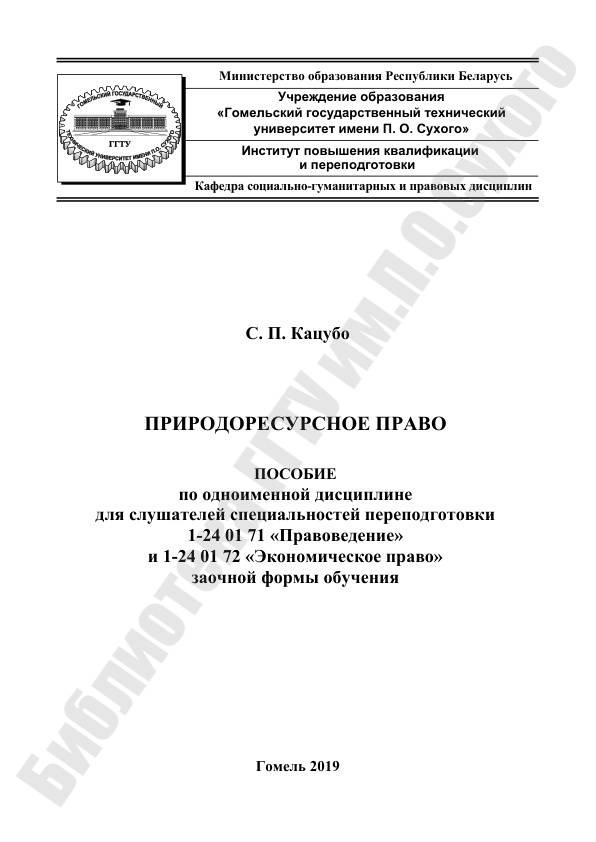 Министерство образования Республики Беларусь
Учреждение образования
«Гомельский государственный технический
университет имени П. О. Сухого»
Институт повышения квалификации
и переподготовки
Кафедра социально-гуманитарных и правовых дисциплин
ГОМЕЛЬСКИЙ ГОСУДАРСТВЕННЫЙ
ТЕХНИЧЕСКИЙ УНИВЕРСИТЕТ ИМЕНИ П.О. СУХОГО
ГГТУ
С. П. Кацубо
ПРИРОДОРЕСУРСНОЕ ПРАВО
ПОСОБИЕ
по одноименной дисциплине
для слушателей специальностей переподготовки
1-24 01 71 «Правоведение»
и 1-24 01 72 «Экономическое право»
заочной формы обучения
Гомель 2019
Библиотека ГГТУ им.П.О.Сухого